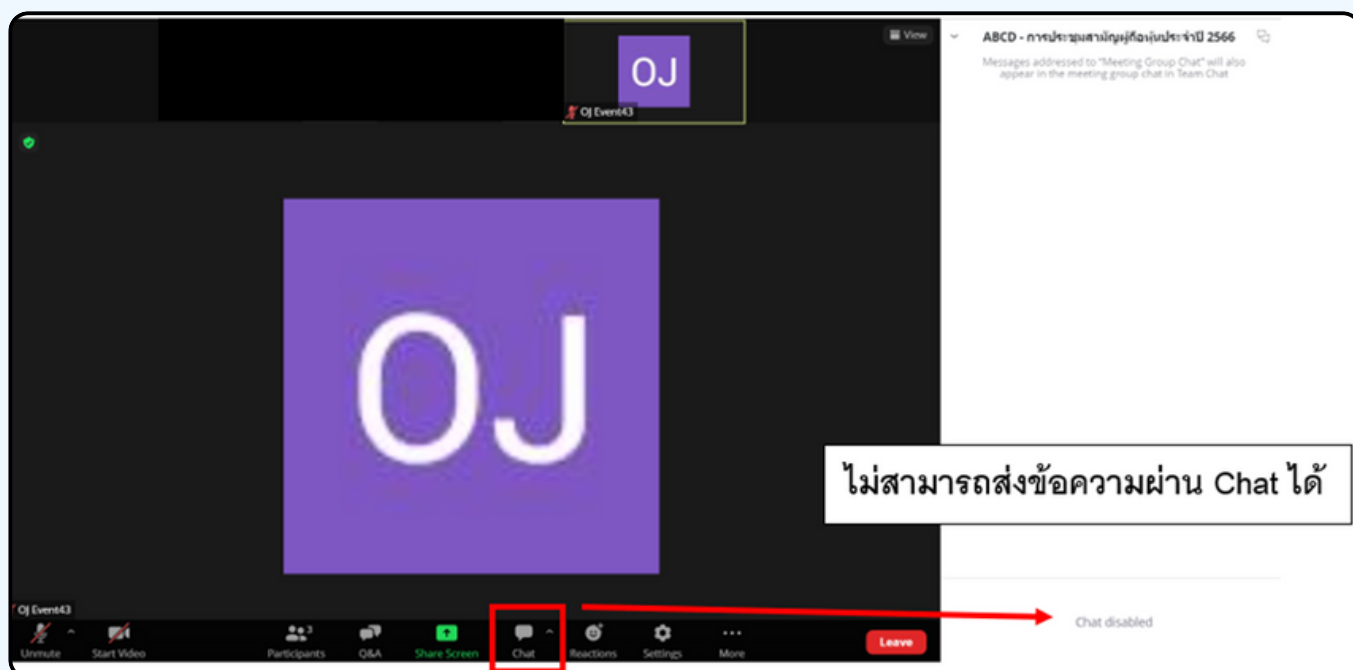 View
ABCD - การประชุมสามัญผู้ถือหุ้นประจำปี 2566
Messages addressed to "Meeting Group Chat" will also
appear in the meeting group chat in Team Chat
OJ
OJ Event43
OJ
ไม่สามารถส่งข้อความผ่าน Chat ได้
OJ Event43
Chat disabled
Unmute
Start Video
Participants 3
Q&A
Share Screen
Chat
Reactions
Settings
More
Leave